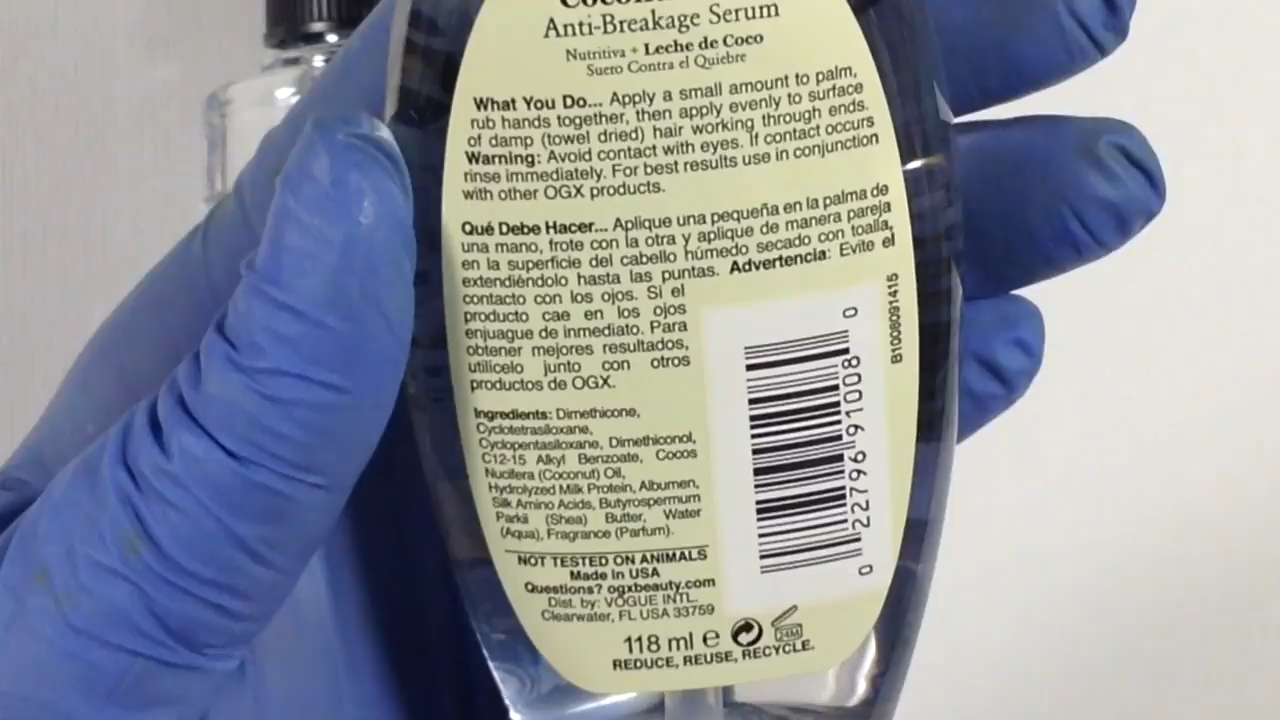 Anti-Breakage Serum
Nutritiva + Leche de Coco
Suero Contra el Quiebre
What You Do... Apply a small amount to palm,
rub hands together, then apply evenly to surface
of damp (towel dried) hair working through ends.
Warning: Avoid contact with eyes. If contact occurs
rinse immediately. For best results use in conjunction
with other OGX products.
Qué Debe Hacer... Aplique una pequeña en la palma de
una mano, frote con la otra y aplique de manera pareja
en la superficie del cabello húmedo secado con toalla,
extendiéndolo hasta las puntas. Advertencia: Evite el
contacto con los ojos. Si el
producto cae en los ojos
enjuague de inmediato. Para
obtener mejores resultados,
utilícelo junto con otros
productos de OGX.
Ingredients: Dimethicone,
Cyclotetrasiloxane,
Cyclopentasiloxane, Dimethiconol,
C12-15 Alkyl Benzoate, Cocos
Nucifera (Coconut) Oil,
Hydrolyzed Milk Protein, Albumen,
Silk Amino Acids, Butyrospermum
Parkii (Shea) Butter, Water
(Aqua), Fragrance (Parfum).
NOT TESTED ON ANIMALS
Made In USA
Questions? ogxbeauty.com
Dist. by: VOGUE INTL.
Clearwater, FL USA 33759
118 ml e 24M
REDUCE, REUSE, RECYCLE.
0 22796 91008 0
B1008091415